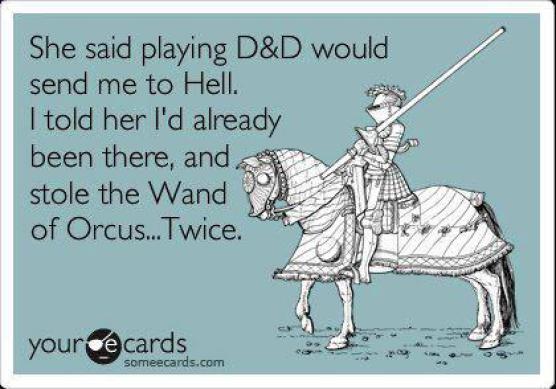 She said playing D&D would
send me to Hell.
I told her I'd already
been there, and
stole the Wand
of Orcus...Twice.
your e cards
someecards.com